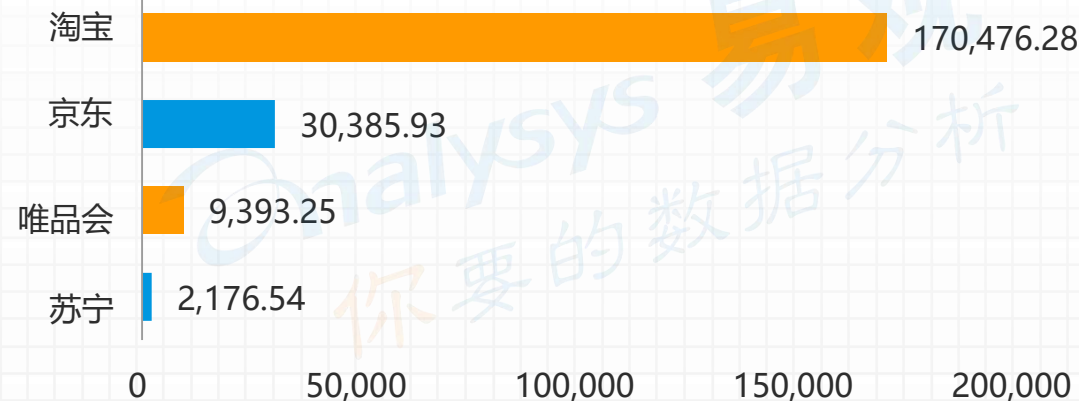 淘宝 170,476.28
京东 30,385.93
唯品会 9,393.25
苏宁 2,176.54
0 50,000 100,000 150,000 200,000
nalysys 易观
你要的数据分析